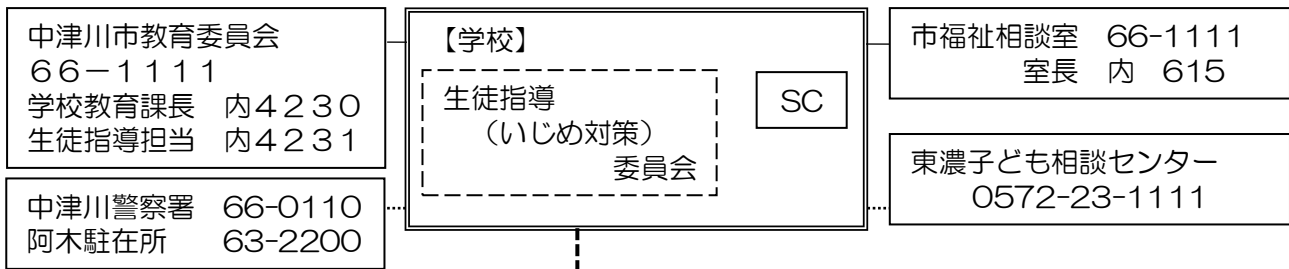 中津川市教育委員会
６６－１１１１
学校教育課長　内４２３０
生徒指導担当　内４２３１
中津川警察署　66-0110
阿木駐在所　　63-2200
【学校】
生徒指導
（いじめ対策）
委員会
SC
市福祉相談室　66-1111
室長　内　615
東濃子ども相談センター
0572-23-1111